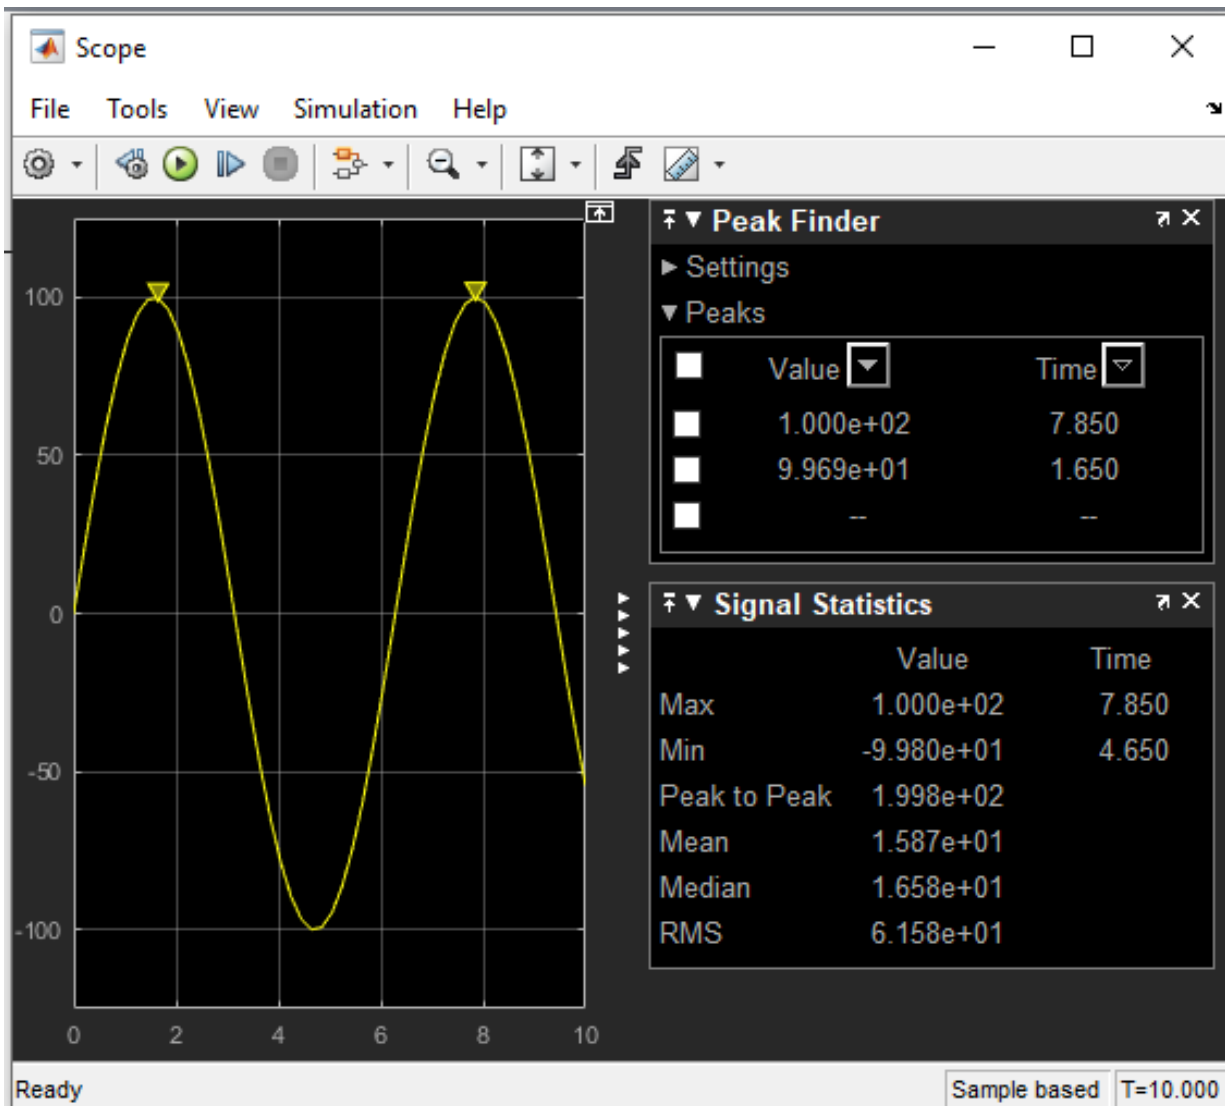 Scope
File Tools View Simulation Help
Peak Finder
Settings
Peaks
Value Time
1.000e+02 7.850
9.969e+01 1.650
-- --
Signal Statistics
Value Time
Max 1.000e+02 7.850
Min -9.980e+01 4.650
Peak to Peak 1.998e+02
Mean 1.587e+01
Median 1.658e+01
RMS 6.158e+01
100
50
0
-50
-100
0 2 4 6 8 10
Ready Sample based T=10.000